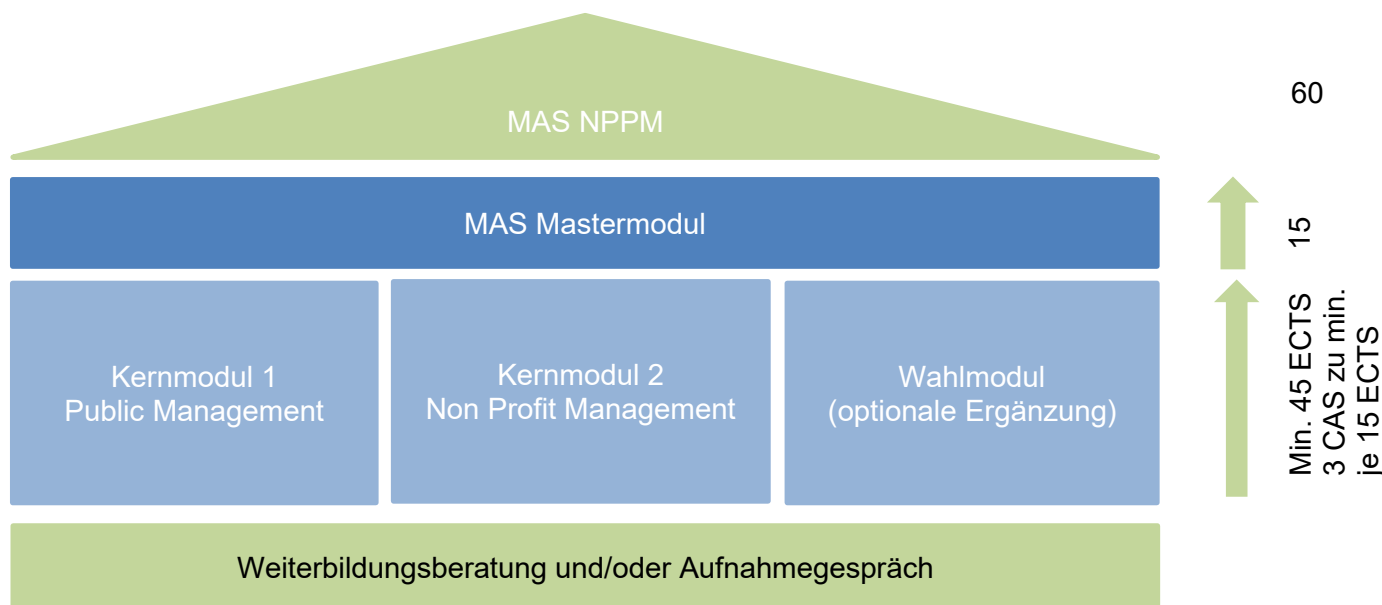 60
MAS NPPM
MAS Mastermodul
15
Kernmodul 1
Public Management
Kernmodul 2
Non Profit Management
Wahlmodul
(optionale Ergänzung)
Min. 45 ECTS
3 CAS zu min.
je 15 ECTS
Weiterbildungsberatung und/oder Aufnahmegespräch